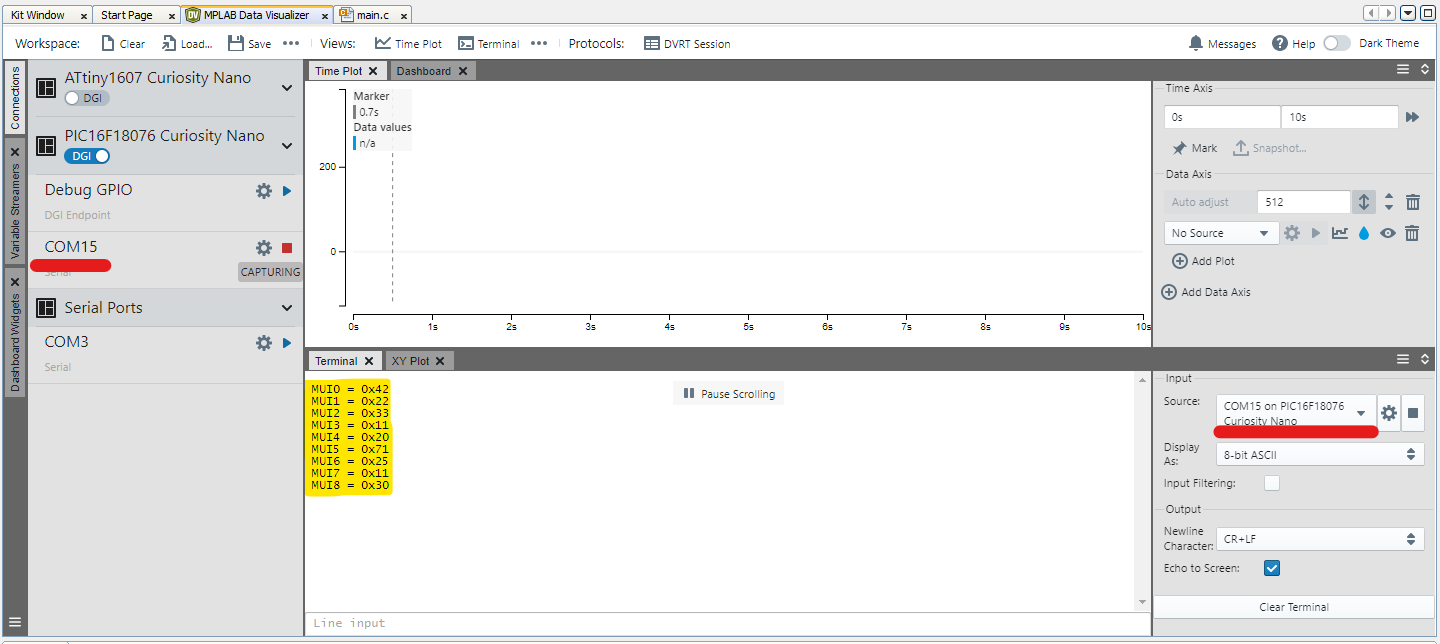 Kit Window × Start Page × DV MPLAB Data Visualizer × main.c ×
Workspace: Clear Load... Save ••• Views: Time Plot Terminal ••• Protocols: DVRT Session Messages Help Dark Theme
Connections
Variable Streamers
Dashboard Widgets
ATtiny1607 Curiosity Nano
DGI
PIC16F18076 Curiosity Nano
DGI
Debug GPIO
DGI Endpoint
COM15
Serial
CAPTURING
Serial Ports
COM3
Serial
Time Plot Dashboard
Marker
0.7s
Data values
n/a
200
0
0s 1s 2s 3s 4s 5s 6s 7s 8s 9s 10s
Time Axis
0s 10s
Mark Snapshot...
Data Axis
Auto adjust 512
No Source
Add Plot
Add Data Axis
Terminal XY Plot
MUI0 = 0x42
MUI1 = 0x22
MUI2 = 0x33
MUI3 = 0x11
MUI4 = 0x20
MUI5 = 0x71
MUI6 = 0x25
MUI7 = 0x11
MUI8 = 0x30
Pause Scrolling
Line input
Input
Source: COM15 on PIC16F18076
Curiosity Nano
Display
As: 8-bit ASCII
Input Filtering:
Output
Newline
Character: CR+LF
Echo to Screen:
Clear Terminal